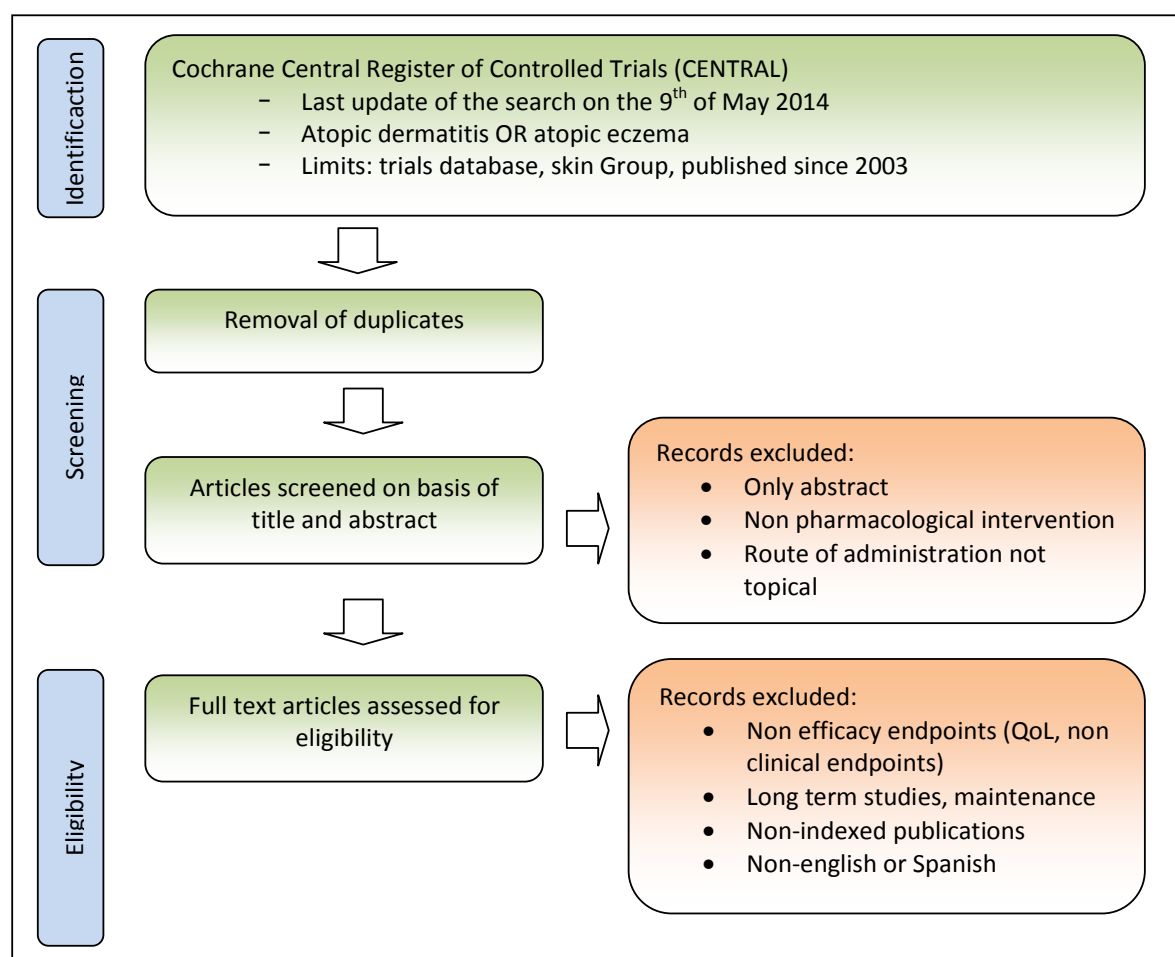 Identificaction
Cochrane Central Register of Controlled Trials (CENTRAL)
− Last update of the search on the 9th of May 2014
− Atopic dermatitis OR atopic eczema
− Limits: trials database, skin Group, published since 2003
Screening
Removal of duplicates
Articles screened on basis of
title and abstract
Records excluded:
• Only abstract
• Non pharmacological intervention
• Route of administration not
topical
Eligibility
Full text articles assessed for
eligibility
Records excluded:
• Non efficacy endpoints (QoL, non
clinical endpoints)
• Long term studies, maintenance
• Non-indexed publications
• Non-english or Spanish